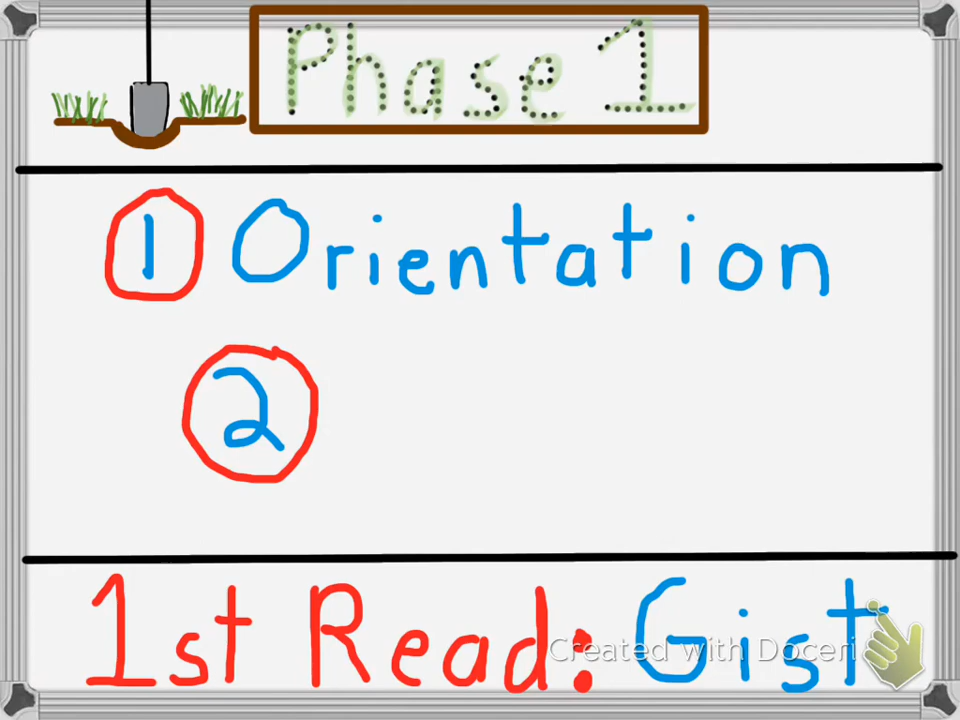 Phase 1
1 Orientation
2
1st Read: Gist
Created with Doceri